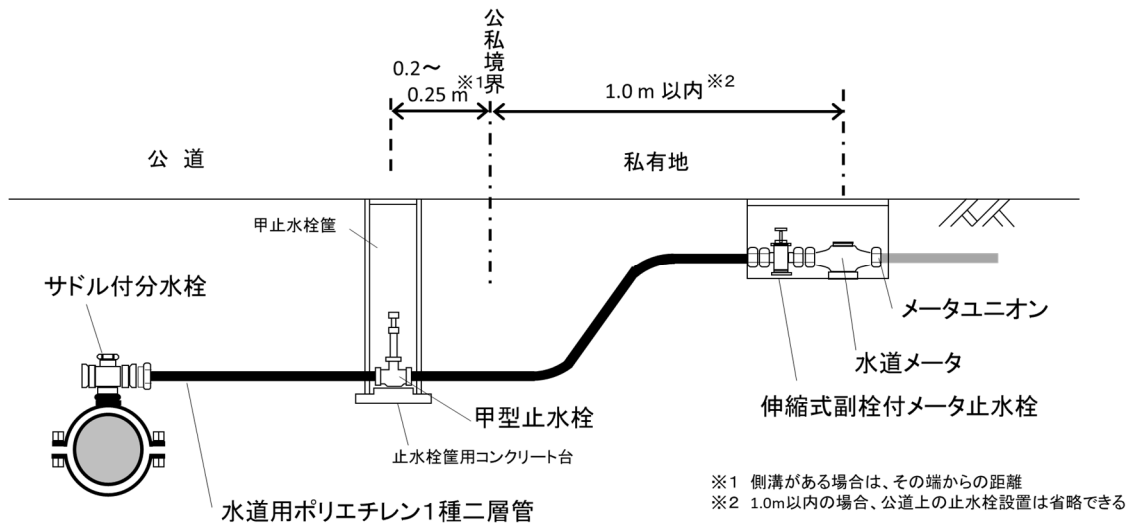 公私境界
0.2～
0.25 m※1
1.0 m 以内※2
公 道
私有地
甲止水栓筐
サドル付分水栓
メータユニオン
水道メータ
伸縮式副栓付メータ止水栓
甲型止水栓
止水栓筐用コンクリート台
水道用ポリエチレン1種二層管
※1 側溝がある場合は、その端からの距離
※2 1.0m以内の場合、公道上の止水栓設置は省略できる